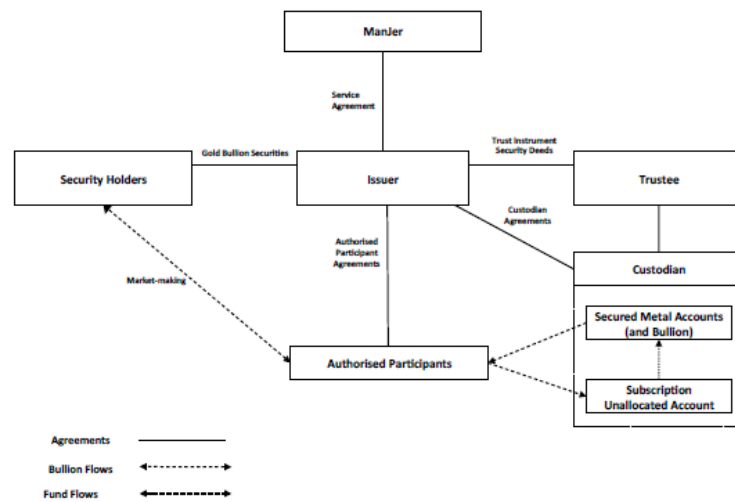 ManJer
Service
Agreement
Trust Instrument
Security Deeds
Gold Bullion Securities
Security Holders
Issuer
Trustee
Custodian
Agreements
Authorised
Participant
Agreements
Custodian
Market-making
Secured Metal Accounts
(and Bullion)
Authorised Participants
Subscription
Unallocated Account
Agreements
Bullion Flows
Fund Flows